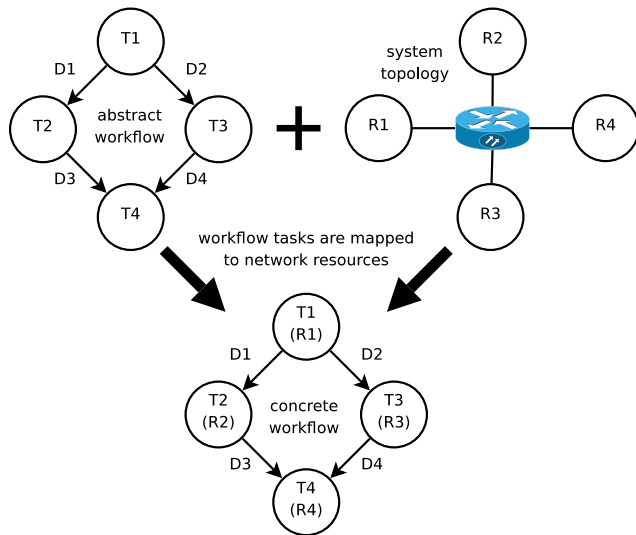 T1
D1
D2
T2
abstract
workflow
T3
D3
D4
T4
system
topology
R2
R1
R4
R3
workflow tasks are mapped
to network resources
T1
(R1)
D1
D2
T2
(R2)
concrete
workflow
T3
(R3)
D3
D4
T4
(R4)